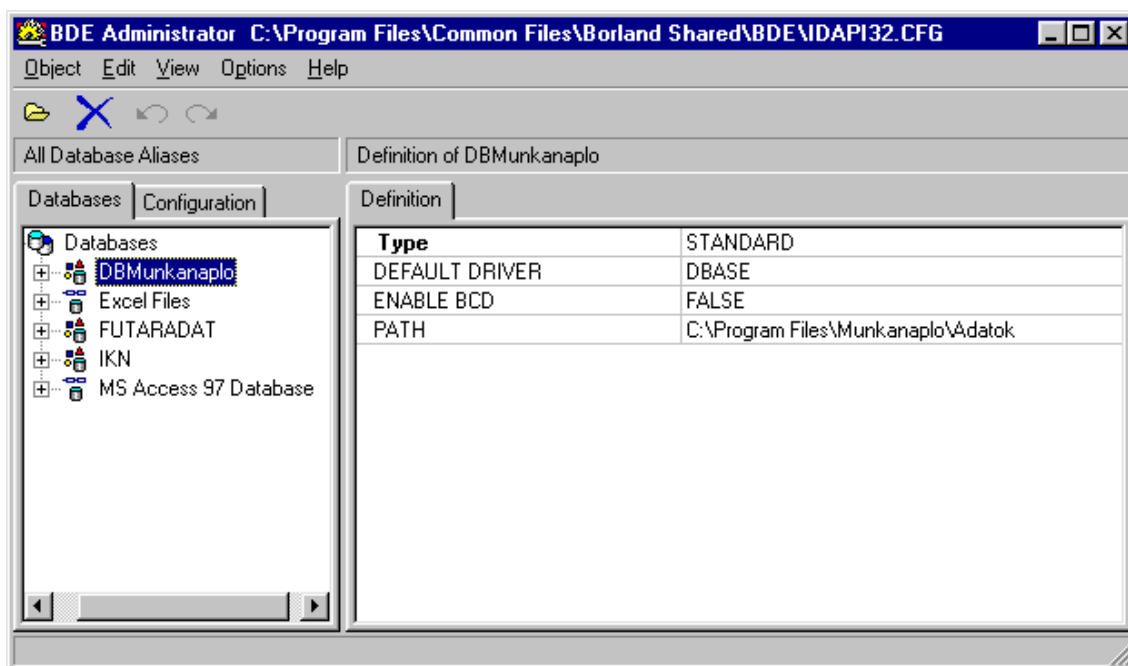 BDE Administrator C:\Program Files\Common Files\Borland Shared\BDE\IDAPI32.CFG
Object Edit View Options Help
All Database Aliases
Definition of DBMunkanaplo
Databases
Configuration
Definition
Databases
DBMunkanaplo
Excel Files
FUTARADAT
IKN
MS Access 97 Database
Type STANDARD
DEFAULT DRIVER DBASE
ENABLE BCD FALSE
PATH C:\Program Files\Munkanaplo\Adatok